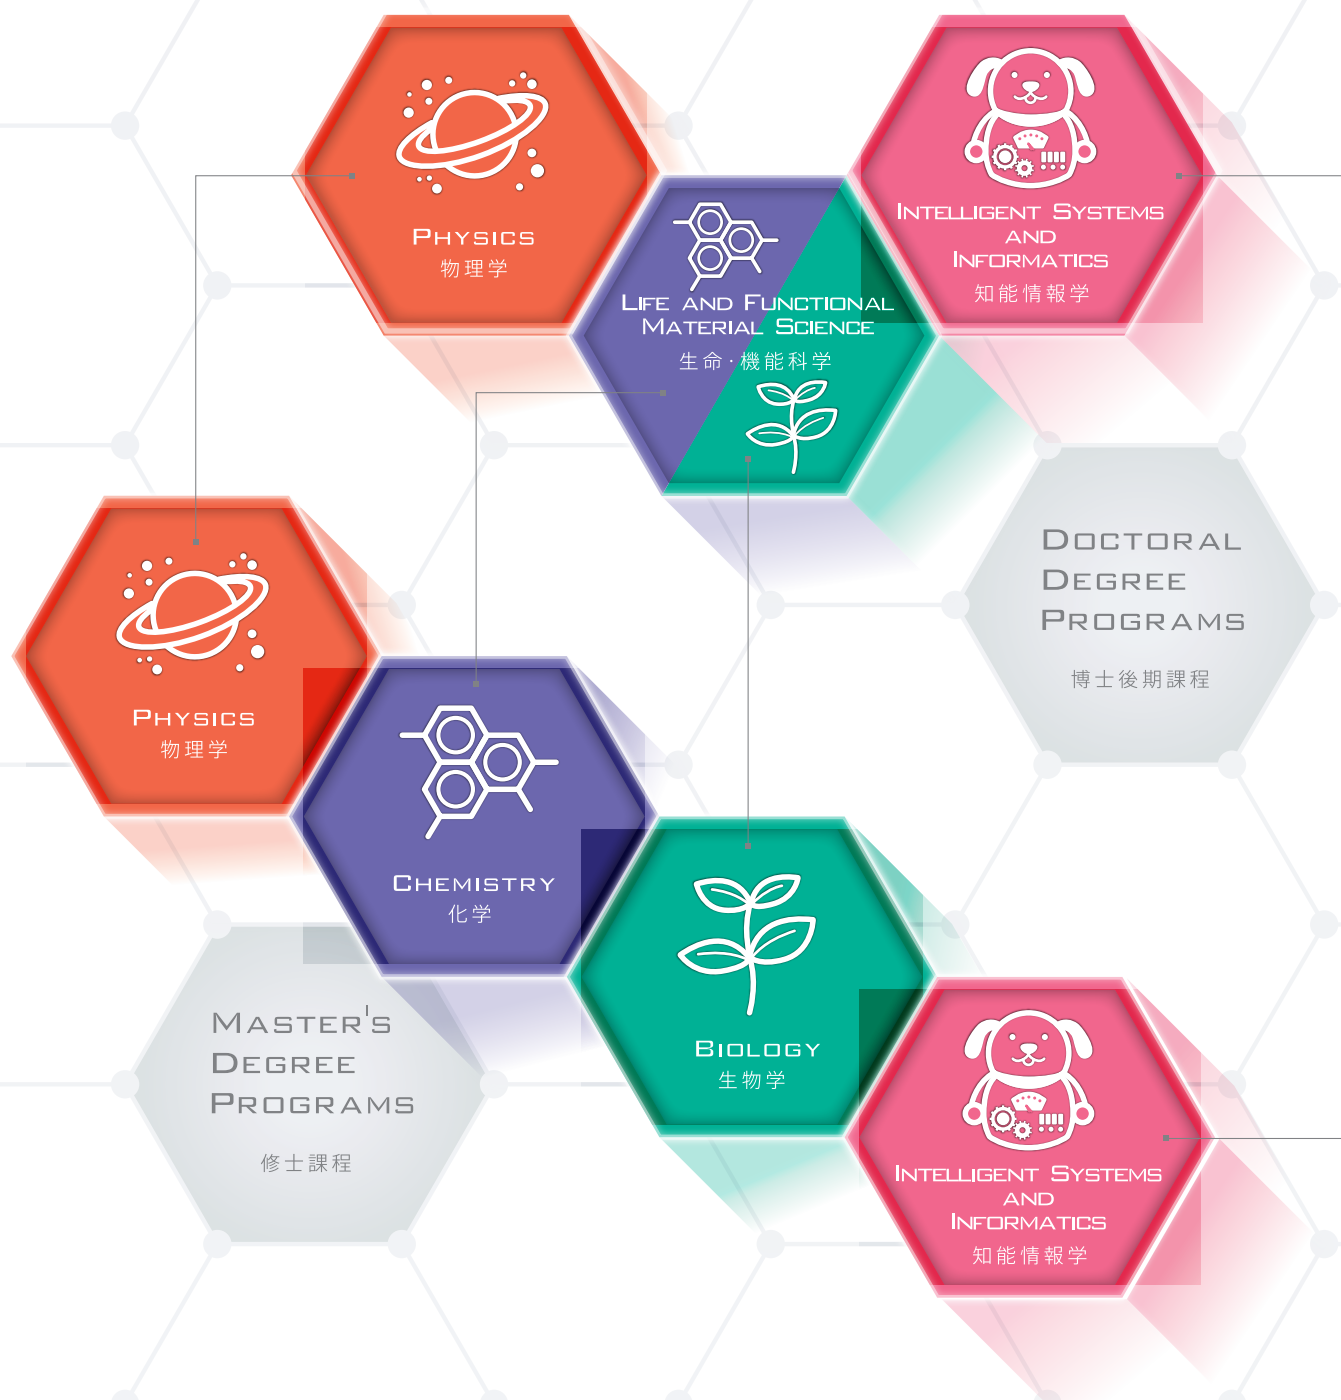 PHYSICS
物理学
INTELLIGENT SYSTEMS
AND
INFORMATICS
知能情報学
LIFE AND FUNCTIONAL
MATERIAL SCIENCE
生命・機能科学
DOCTORAL
DEGREE
PROGRAMS
博士後期課程
PHYSICS
物理学
CHEMISTRY
化学
BIOLOGY
生物学
MASTER'S
DEGREE
PROGRAMS
修士課程
INTELLIGENT SYSTEMS
AND
INFORMATICS
知能情報学